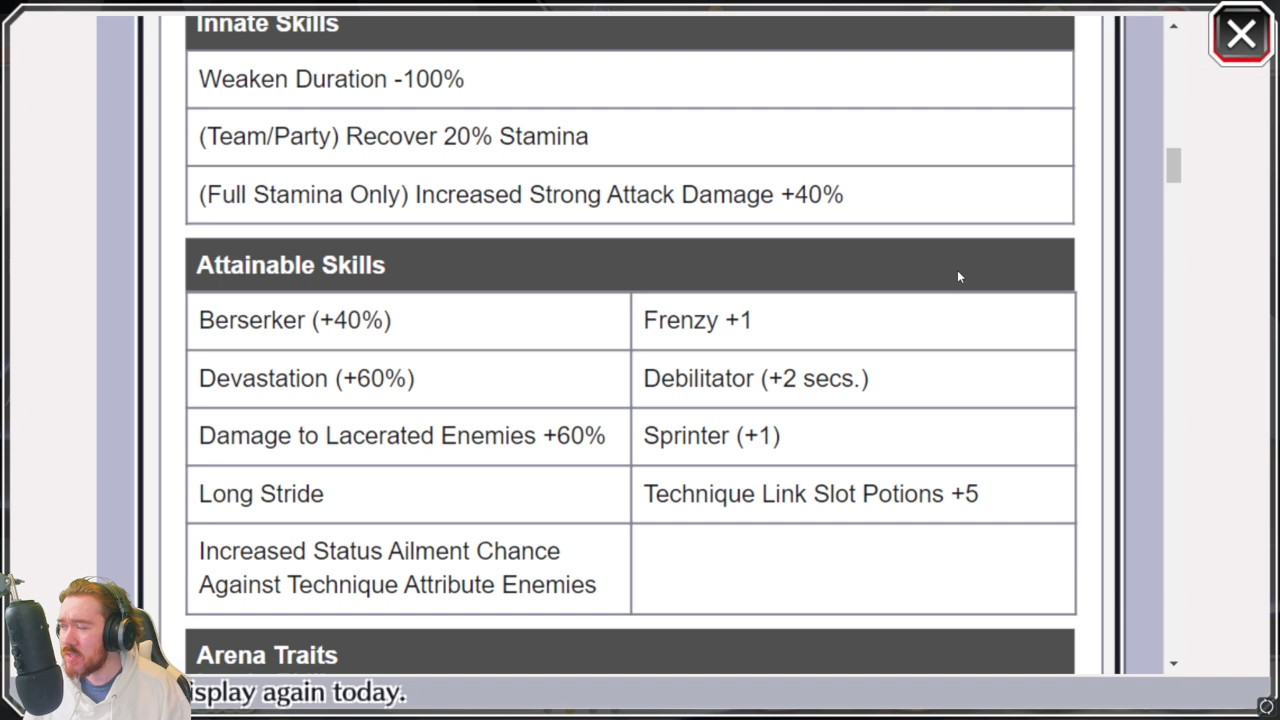 Innate Skills
Weaken Duration -100%
(Team/Party) Recover 20% Stamina
(Full Stamina Only) Increased Strong Attack Damage +40%
Attainable Skills
Berserker (+40%)
Frenzy +1
Devastation (+60%)
Debilitator (+2 secs.)
Damage to Lacerated Enemies +60%
Sprinter (+1)
Long Stride
Technique Link Slot Potions +5
Increased Status Ailment Chance
Against Technique Attribute Enemies
Arena Traits
isplay again today.